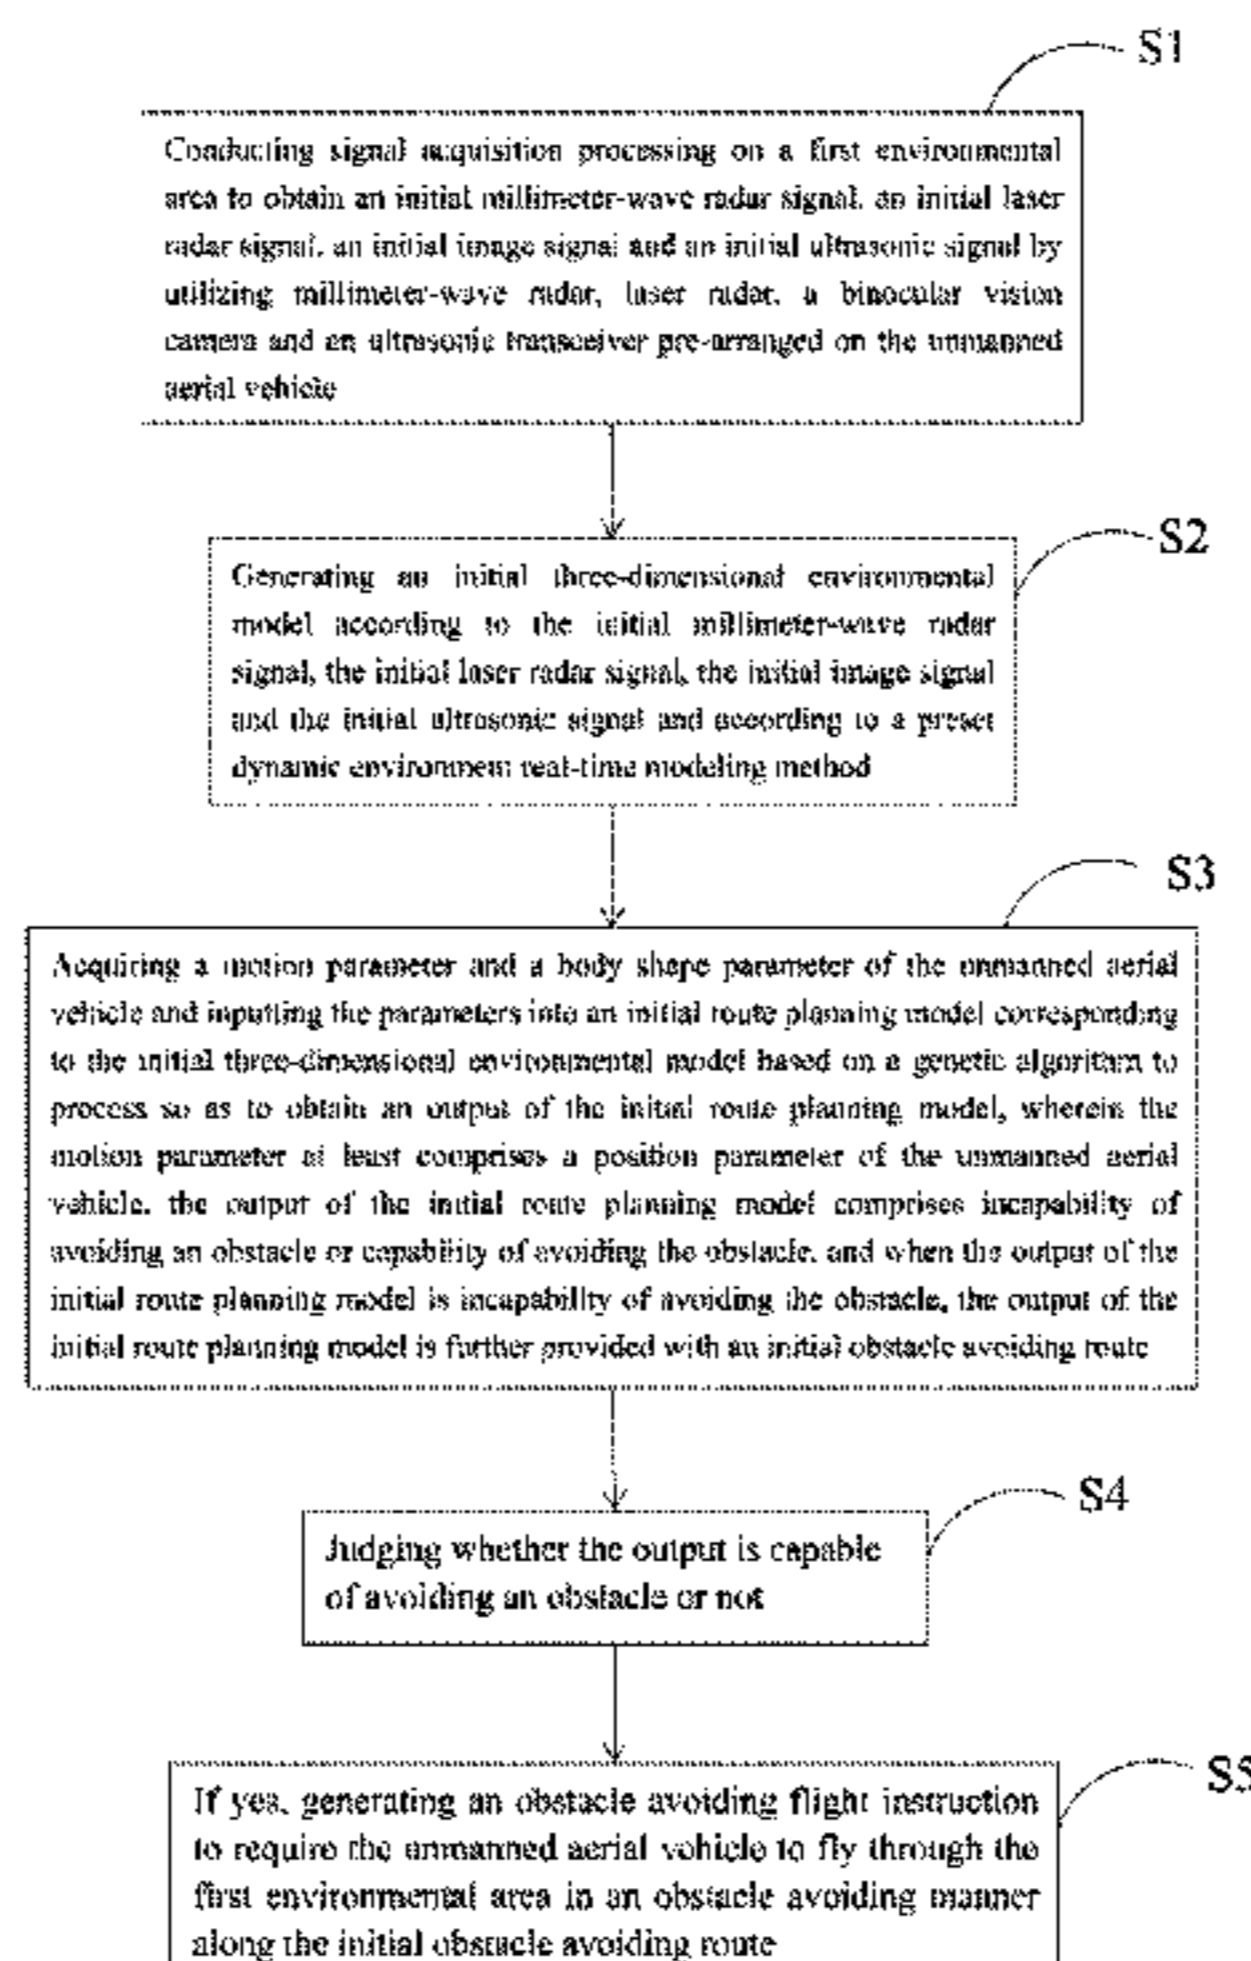 S1
Conducting signal acquisition processing on a first environmental
area to obtain an initial millimeter-wave radar signal, an initial laser
radar signal, an initial image signal and an initial ultrasonic signal by
utilizing millimeter-wave radar, laser radar, a binocular vision
camera and an ultrasonic transceiver pre-arranged on the unmanned
aerial vehicle
S2
Generating an initial three-dimensional environmental
model according to the initial millimeter-wave radar
signal, the initial laser radar signal, the initial image signal
and the initial ultrasonic signal and according to a preset
dynamic environment real-time modeling method
S3
Acquiring a motion parameter and a body shape parameter of the unmanned aerial
vehicle and inputting the parameters into an initial route planning model corresponding
to the initial three-dimensional environmental model based on a genetic algorithm to
process so as to obtain an output of the initial route planning model, wherein the
motion parameter at least comprises a position parameter of the unmanned aerial
vehicle, the output of the initial route planning model comprises incapability of
avoiding an obstacle or capability of avoiding the obstacle, and when the output of the
initial route planning model is incapability of avoiding the obstacle, the output of the
initial route planning model is further provided with an initial obstacle avoiding route
S4
Judging whether the output is capable
of avoiding an obstacle or not
S5
If yes, generating an obstacle avoiding flight instruction
to require the unmanned aerial vehicle to fly through the
first environmental area in an obstacle avoiding manner
along the initial obstacle avoiding route